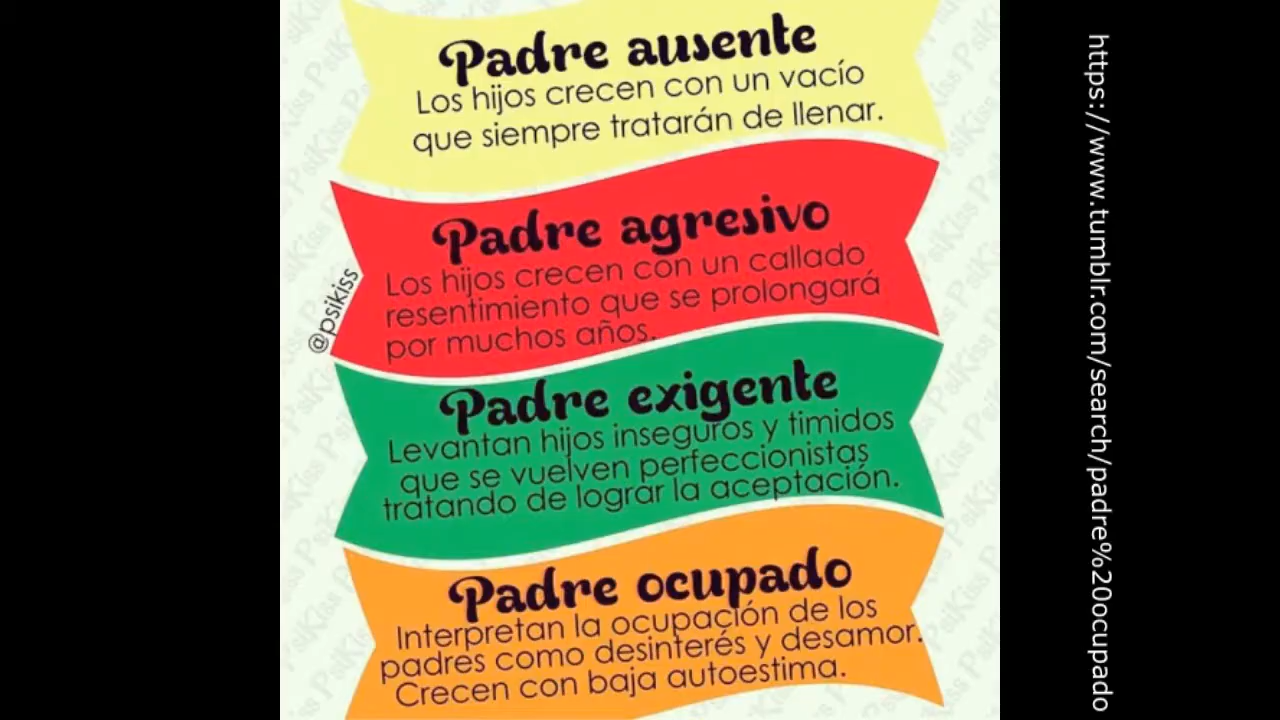 Padre ausente
Los hijos crecen con un vacío
que siempre tratarán de llenar.
Padre agresivo
Los hijos crecen con un callado
resentimiento que se prolongará
por muchos años.
@psikiss
Padre exigente
Levantan hijos inseguros y timidos
que se vuelven perfeccionistas
tratando de lograr la aceptación.
Padre ocupado
Interpretan la ocupación de los
padres como desinterés y desamor.
Crecen con baja autoestima.
https://www.tumblr.com/search/padre%20ocupado